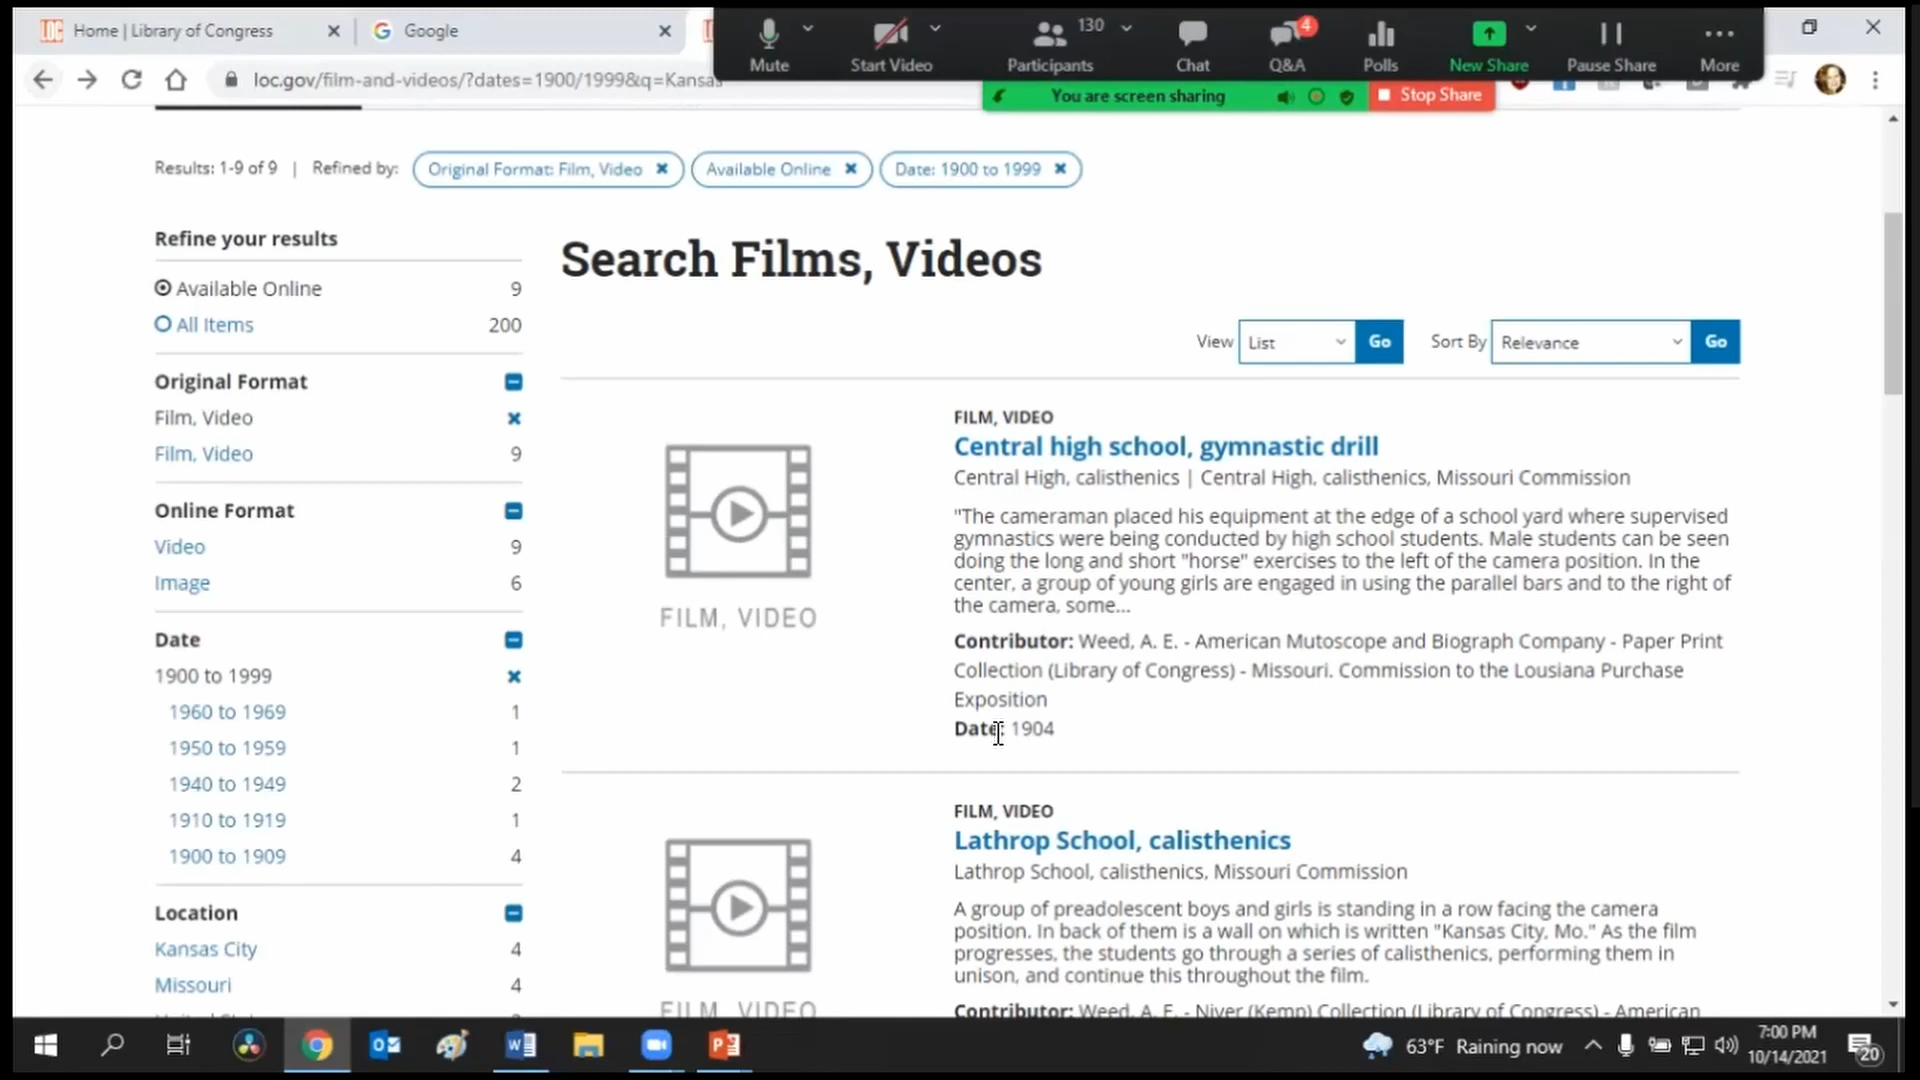 Home | Library of Congress
Google
Mute
Start Video
Participants
130
Chat
Q&A
4
Polls
New Share
Pause Share
More
loc.gov/film-and-videos/?dates=1900/1999&q=Kansas
You are screen sharing
Stop Share
Results: 1-9 of 9 | Refined by:
Original Format: Film, Video
Available Online
Date: 1900 to 1999
Refine your results
Available Online 9
All Items 200
Original Format
Film, Video
Film, Video 9
Online Format
Video 9
Image 6
Date
1900 to 1999
1960 to 1969 1
1950 to 1959 1
1940 to 1949 2
1910 to 1919 1
1900 to 1909 4
Location
Kansas City 4
Missouri 4
Search Films, Videos
View List Go Sort By Relevance Go
FILM, VIDEO
FILM, VIDEO
Central high school, gymnastic drill
Central High, calisthenics | Central High, calisthenics, Missouri Commission
"The cameraman placed his equipment at the edge of a school yard where supervised
gymnastics were being conducted by high school students. Male students can be seen
doing the long and short "horse" exercises to the left of the camera position. In the
center, a group of young girls are engaged in using the parallel bars and to the right of
the camera, some...
Contributor: Weed, A. E. - American Mutoscope and Biograph Company - Paper Print
Collection (Library of Congress) - Missouri. Commission to the Lousiana Purchase
Exposition
Date: 1904
FILM, VIDEO
FILM, VIDEO
Lathrop School, calisthenics
Lathrop School, calisthenics, Missouri Commission
A group of preadolescent boys and girls is standing in a row facing the camera
position. In back of them is a wall on which is written "Kansas City, Mo." As the film
progresses, the students go through a series of calisthenics, performing them in
unison, and continue this throughout the film.
Contributor: Weed, A. E. - Niver (Kemp) Collection (Library of Congress) - American
63°F Raining now
7:00 PM
10/14/2021
20